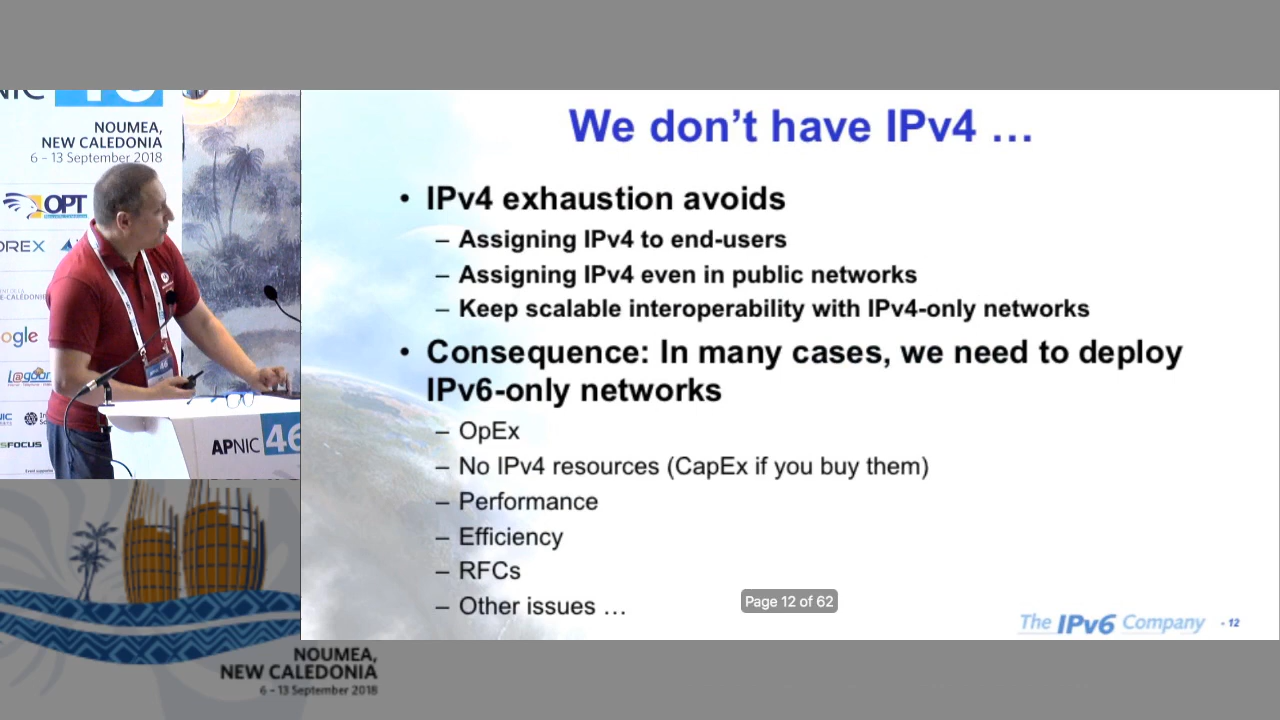 NOUMEA,
NEW CALEDONIA
6 – 13 September 2018
OPT
APNIC 46
NOUMEA,
NEW CALEDONIA
6 – 13 September 2018
We don’t have IPv4 …
• IPv4 exhaustion avoids
– Assigning IPv4 to end-users
– Assigning IPv4 even in public networks
– Keep scalable interoperability with IPv4-only networks
• Consequence: In many cases, we need to deploy
IPv6-only networks
– OpEx
– No IPv4 resources (CapEx if you buy them)
– Performance
– Efficiency
– RFCs
– Other issues …
Page 12 of 62
The IPv6 Company - 12